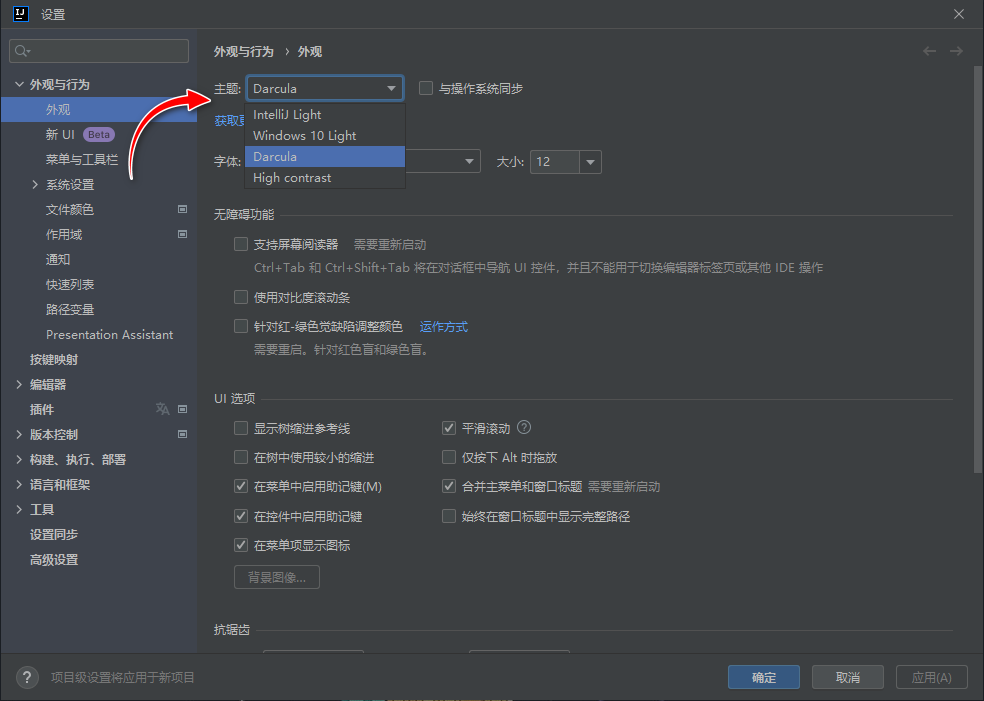 IJ 设置
外观与行为 › 外观
主题: Darcula 与操作系统同步
IntelliJ Light
Windows 10 Light
Darcula
High contrast
获取更
字体: 大小: 12
无障碍功能
支持屏幕阅读器 需要重新启动
Ctrl+Tab 和 Ctrl+Shift+Tab 将在对话框中导航 UI 控件，并且不能用于切换编辑器标签页或其他 IDE 操作
使用对比度滚动条
针对红-绿色觉缺陷调整颜色 运作方式
需要重启。针对红色盲和绿色盲。
UI 选项
显示树缩进参考线 平滑滚动 ?
在树中使用较小的缩进 仅按下 Alt 时拖放
在菜单中启用助记键(M) 合并主菜单和窗口标题 需要重新启动
在控件中启用助记键 始终在窗口标题中显示完整路径
在菜单项显示图标
背景图像...
抗锯齿
外观与行为
外观
新 UI Beta
菜单与工具栏
系统设置
文件颜色
作用域
通知
快速列表
路径变量
Presentation Assistant
按键映射
编辑器
插件
版本控制
构建、执行、部署
语言和框架
工具
设置同步
高级设置
? 项目级设置将应用于新项目
确定 取消 应用(A)